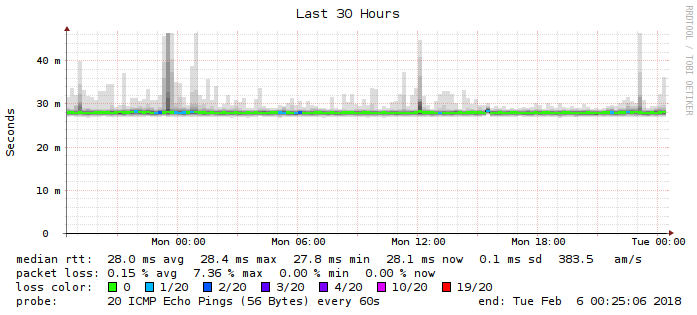 Last 30 Hours
RRDTOOL / TOBI OETIKER
Seconds
40 m
30 m
20 m
10 m
0
Mon 00:00 Mon 06:00 Mon 12:00 Mon 18:00 Tue 00:00
median rtt: 28.0 ms avg 28.4 ms max 27.8 ms min 28.1 ms now 0.1 ms sd 383.5 am/s
packet loss: 0.15 % avg 7.36 % max 0.00 % min 0.00 % now
loss color: 0 1/20 2/20 3/20 4/20 10/20 19/20
probe: 20 ICMP Echo Pings (56 Bytes) every 60s end: Tue Feb 6 00:25:06 2018